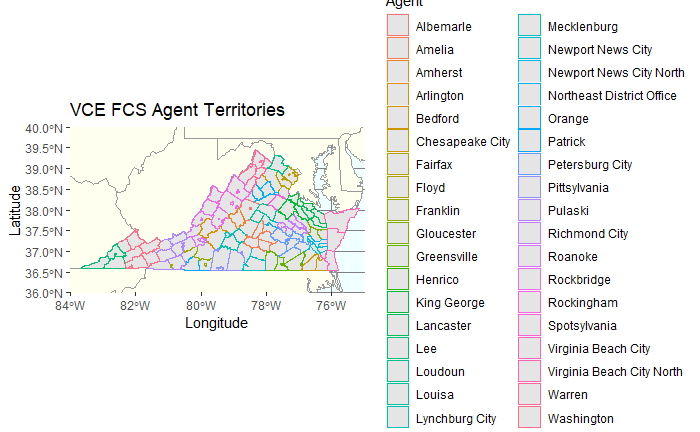 Agent
VCE FCS Agent Territories
40.0°N
39.5°N
39.0°N
38.5°N
38.0°N
37.5°N
37.0°N
36.5°N
36.0°N
Latitude
84°W
82°W
80°W
78°W
76°W
Longitude
Albemarle
Amelia
Amherst
Arlington
Bedford
Chesapeake City
Fairfax
Floyd
Franklin
Gloucester
Greensville
Henrico
King George
Lancaster
Lee
Loudoun
Louisa
Lynchburg City
Mecklenburg
Newport News City
Newport News City North
Northeast District Office
Orange
Patrick
Petersburg City
Pittsylvania
Pulaski
Richmond City
Roanoke
Rockbridge
Rockingham
Spotsylvania
Virginia Beach City
Virginia Beach City North
Warren
Washington